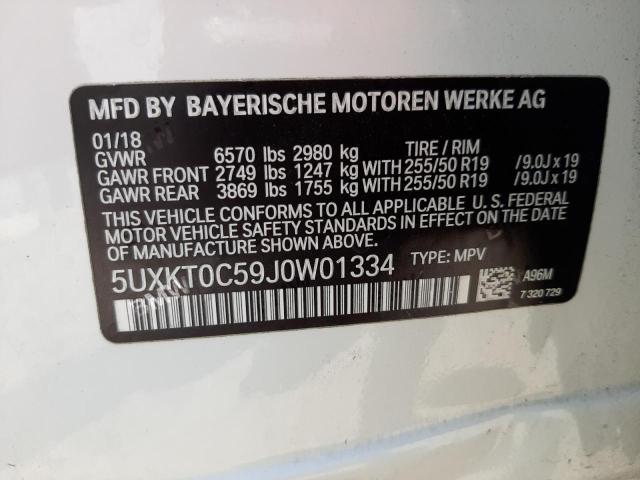 MFD BY BAYERISCHE MOTOREN WERKE AG
01/18 TIRE / RIM
GVWR 6570 lbs 2980 kg
GAWR FRONT 2749 lbs 1247 kg WITH 255/50 R19 /9.0J x 19
GAWR REAR 3869 lbs 1755 kg WITH 255/50 R19 /9.0J x 19
THIS VEHICLE CONFORMS TO ALL APPLICABLE U. S. FEDERAL
MOTOR VEHICLE SAFETY STANDARDS IN EFFECT ON THE DATE
OF MANUFACTURE SHOWN ABOVE.
5UXKT0C59J0W01334 TYPE: MPV
A96M
7 320 729